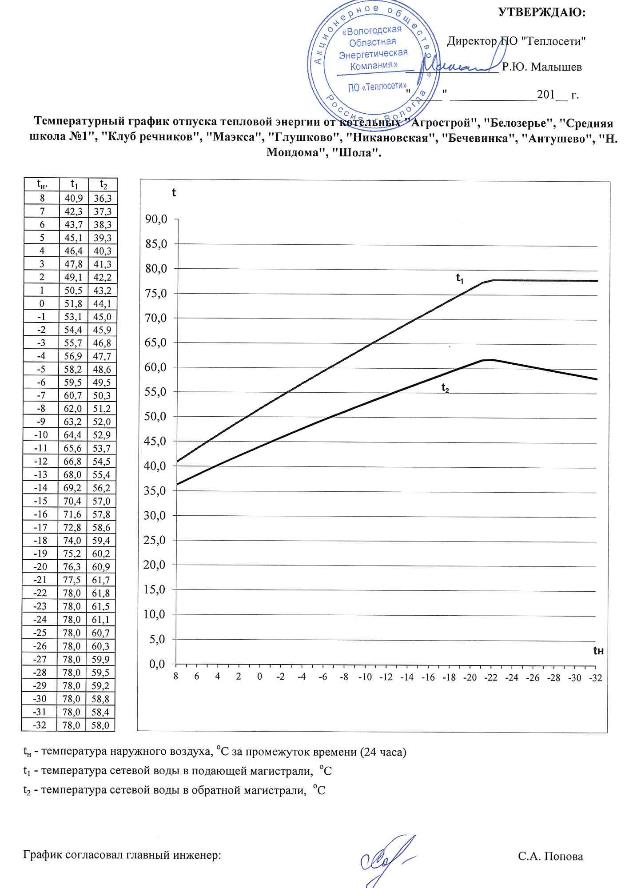 УТВЕРЖДАЮ:
Директор ПО "Теплосети"
Р.Ю. Малышев
"_____" ______________ 201__ г.
Акционерное общество
«Вологодская
Областная
Энергетическая
Компания»
ПО «Теплосети»
Россия Вологда
Температурный график отпуска тепловой энергии от котельных "Агрострой", "Белозерье", "Средняя
школа №1", "Клуб речников", "Маэкса", "Глушково", "Никановская", "Бечевинка", "Антушево", "Н.
Мондома", "Шола".
tн. t1 t2
8 40,9 36,3
7 42,3 37,3
6 43,7 38,3
5 45,1 39,3
4 46,4 40,3
3 47,8 41,3
2 49,1 42,2
1 50,5 43,2
0 51,8 44,1
-1 53,1 45,0
-2 54,4 45,9
-3 55,7 46,8
-4 56,9 47,7
-5 58,2 48,6
-6 59,5 49,5
-7 60,7 50,3
-8 62,0 51,2
-9 63,2 52,0
-10 64,4 52,9
-11 65,6 53,7
-12 66,8 54,5
-13 68,0 55,4
-14 69,2 56,2
-15 70,4 57,0
-16 71,6 57,8
-17 72,8 58,6
-18 74,0 59,4
-19 75,2 60,2
-20 76,3 60,9
-21 77,5 61,7
-22 78,0 61,8
-23 78,0 61,5
-24 78,0 61,1
-25 78,0 60,7
-26 78,0 60,3
-27 78,0 59,9
-28 78,0 59,5
-29 78,0 59,2
-30 78,0 58,8
-31 78,0 58,4
-32 78,0 58,0
t
90,0
85,0
80,0
75,0
70,0
65,0
60,0
55,0
50,0
45,0
40,0
35,0
30,0
25,0
20,0
15,0
10,0
5,0
0,0
t1
t2
tн
8 6 4 2 0 -2 -4 -6 -8 -10 -12 -14 -16 -18 -20 -22 -24 -26 -28 -30 -32
tн - температура наружного воздуха, °С за промежуток времени (24 часа)
t1 - температура сетевой воды в подающей магистрали, °С
t2 - температура сетевой воды в обратной магистрали, °С
График согласовал главный инженер:
С.А. Попова